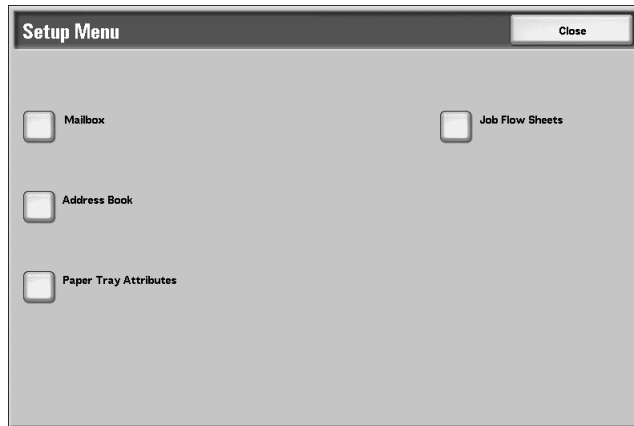 Setup Menu
Close
Mailbox
Job Flow Sheets
Address Book
Paper Tray Attributes